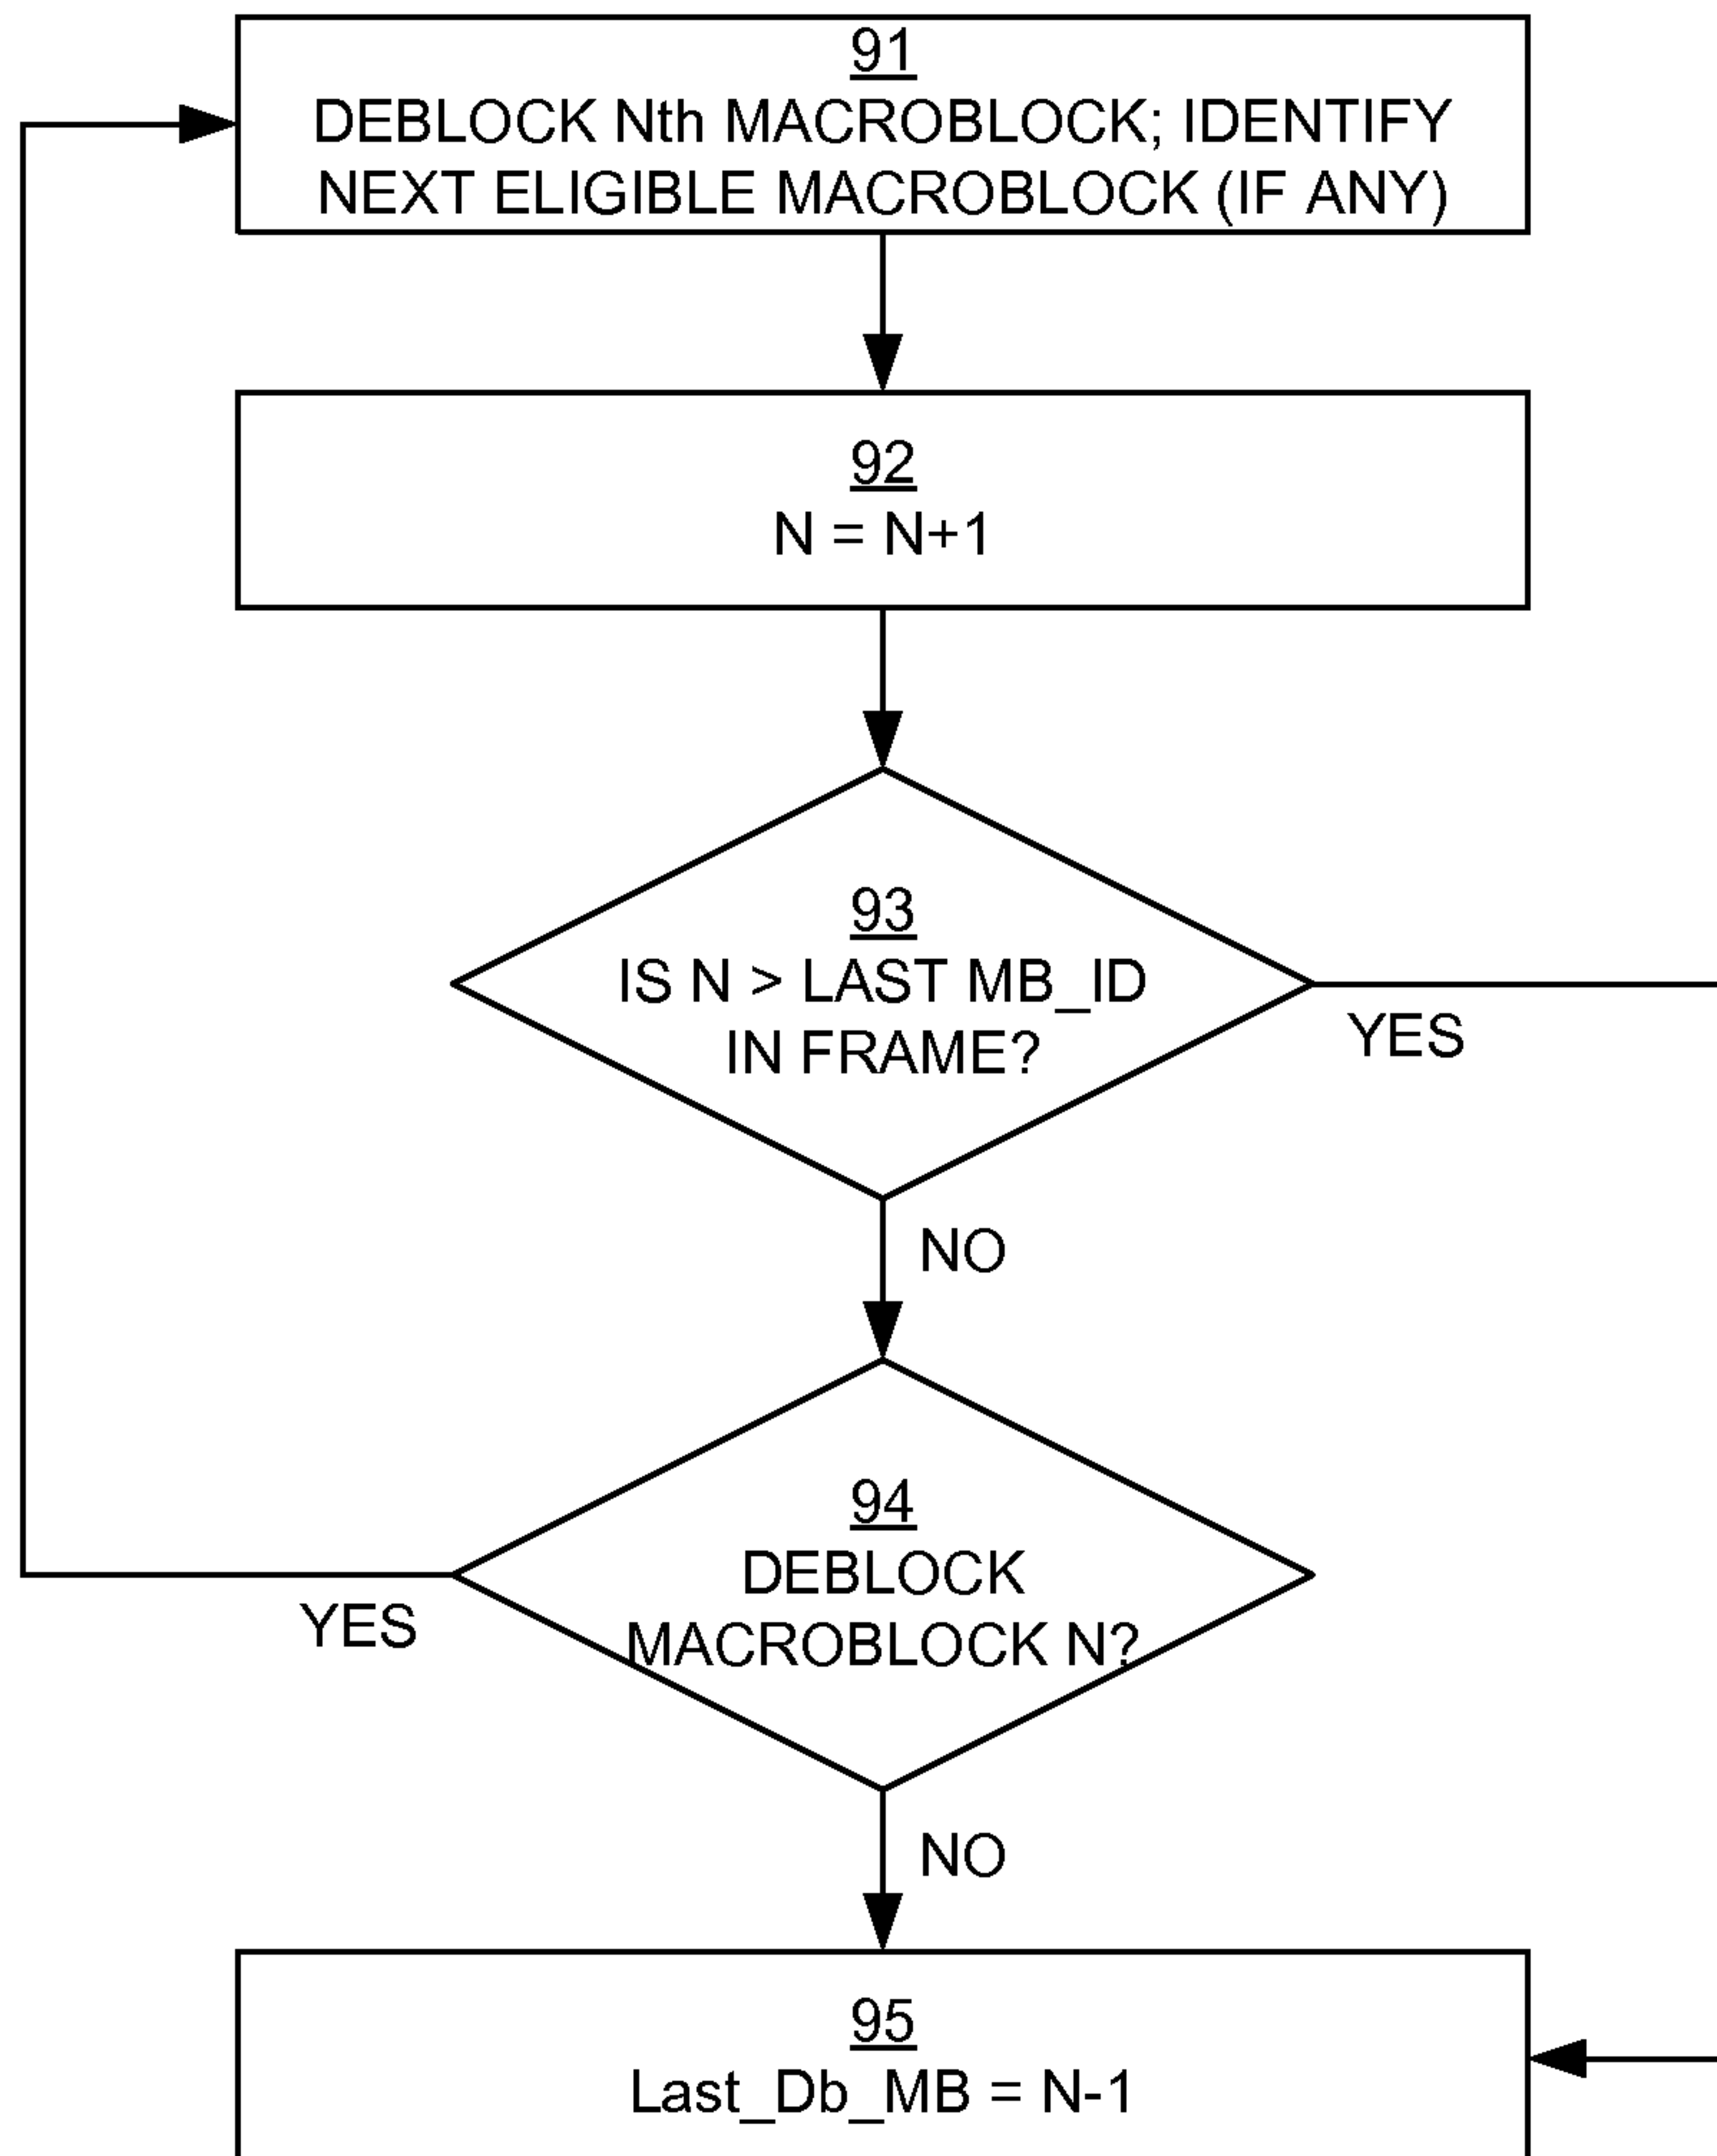 91
DEBLOCK Nth MACROBLOCK; IDENTIFY
NEXT ELIGIBLE MACROBLOCK (IF ANY)
92
N = N+1
93
IS N > LAST MB_ID
IN FRAME?
YES
NO
94
DEBLOCK
MACROBLOCK N?
YES
NO
95
Last_Db_MB = N-1